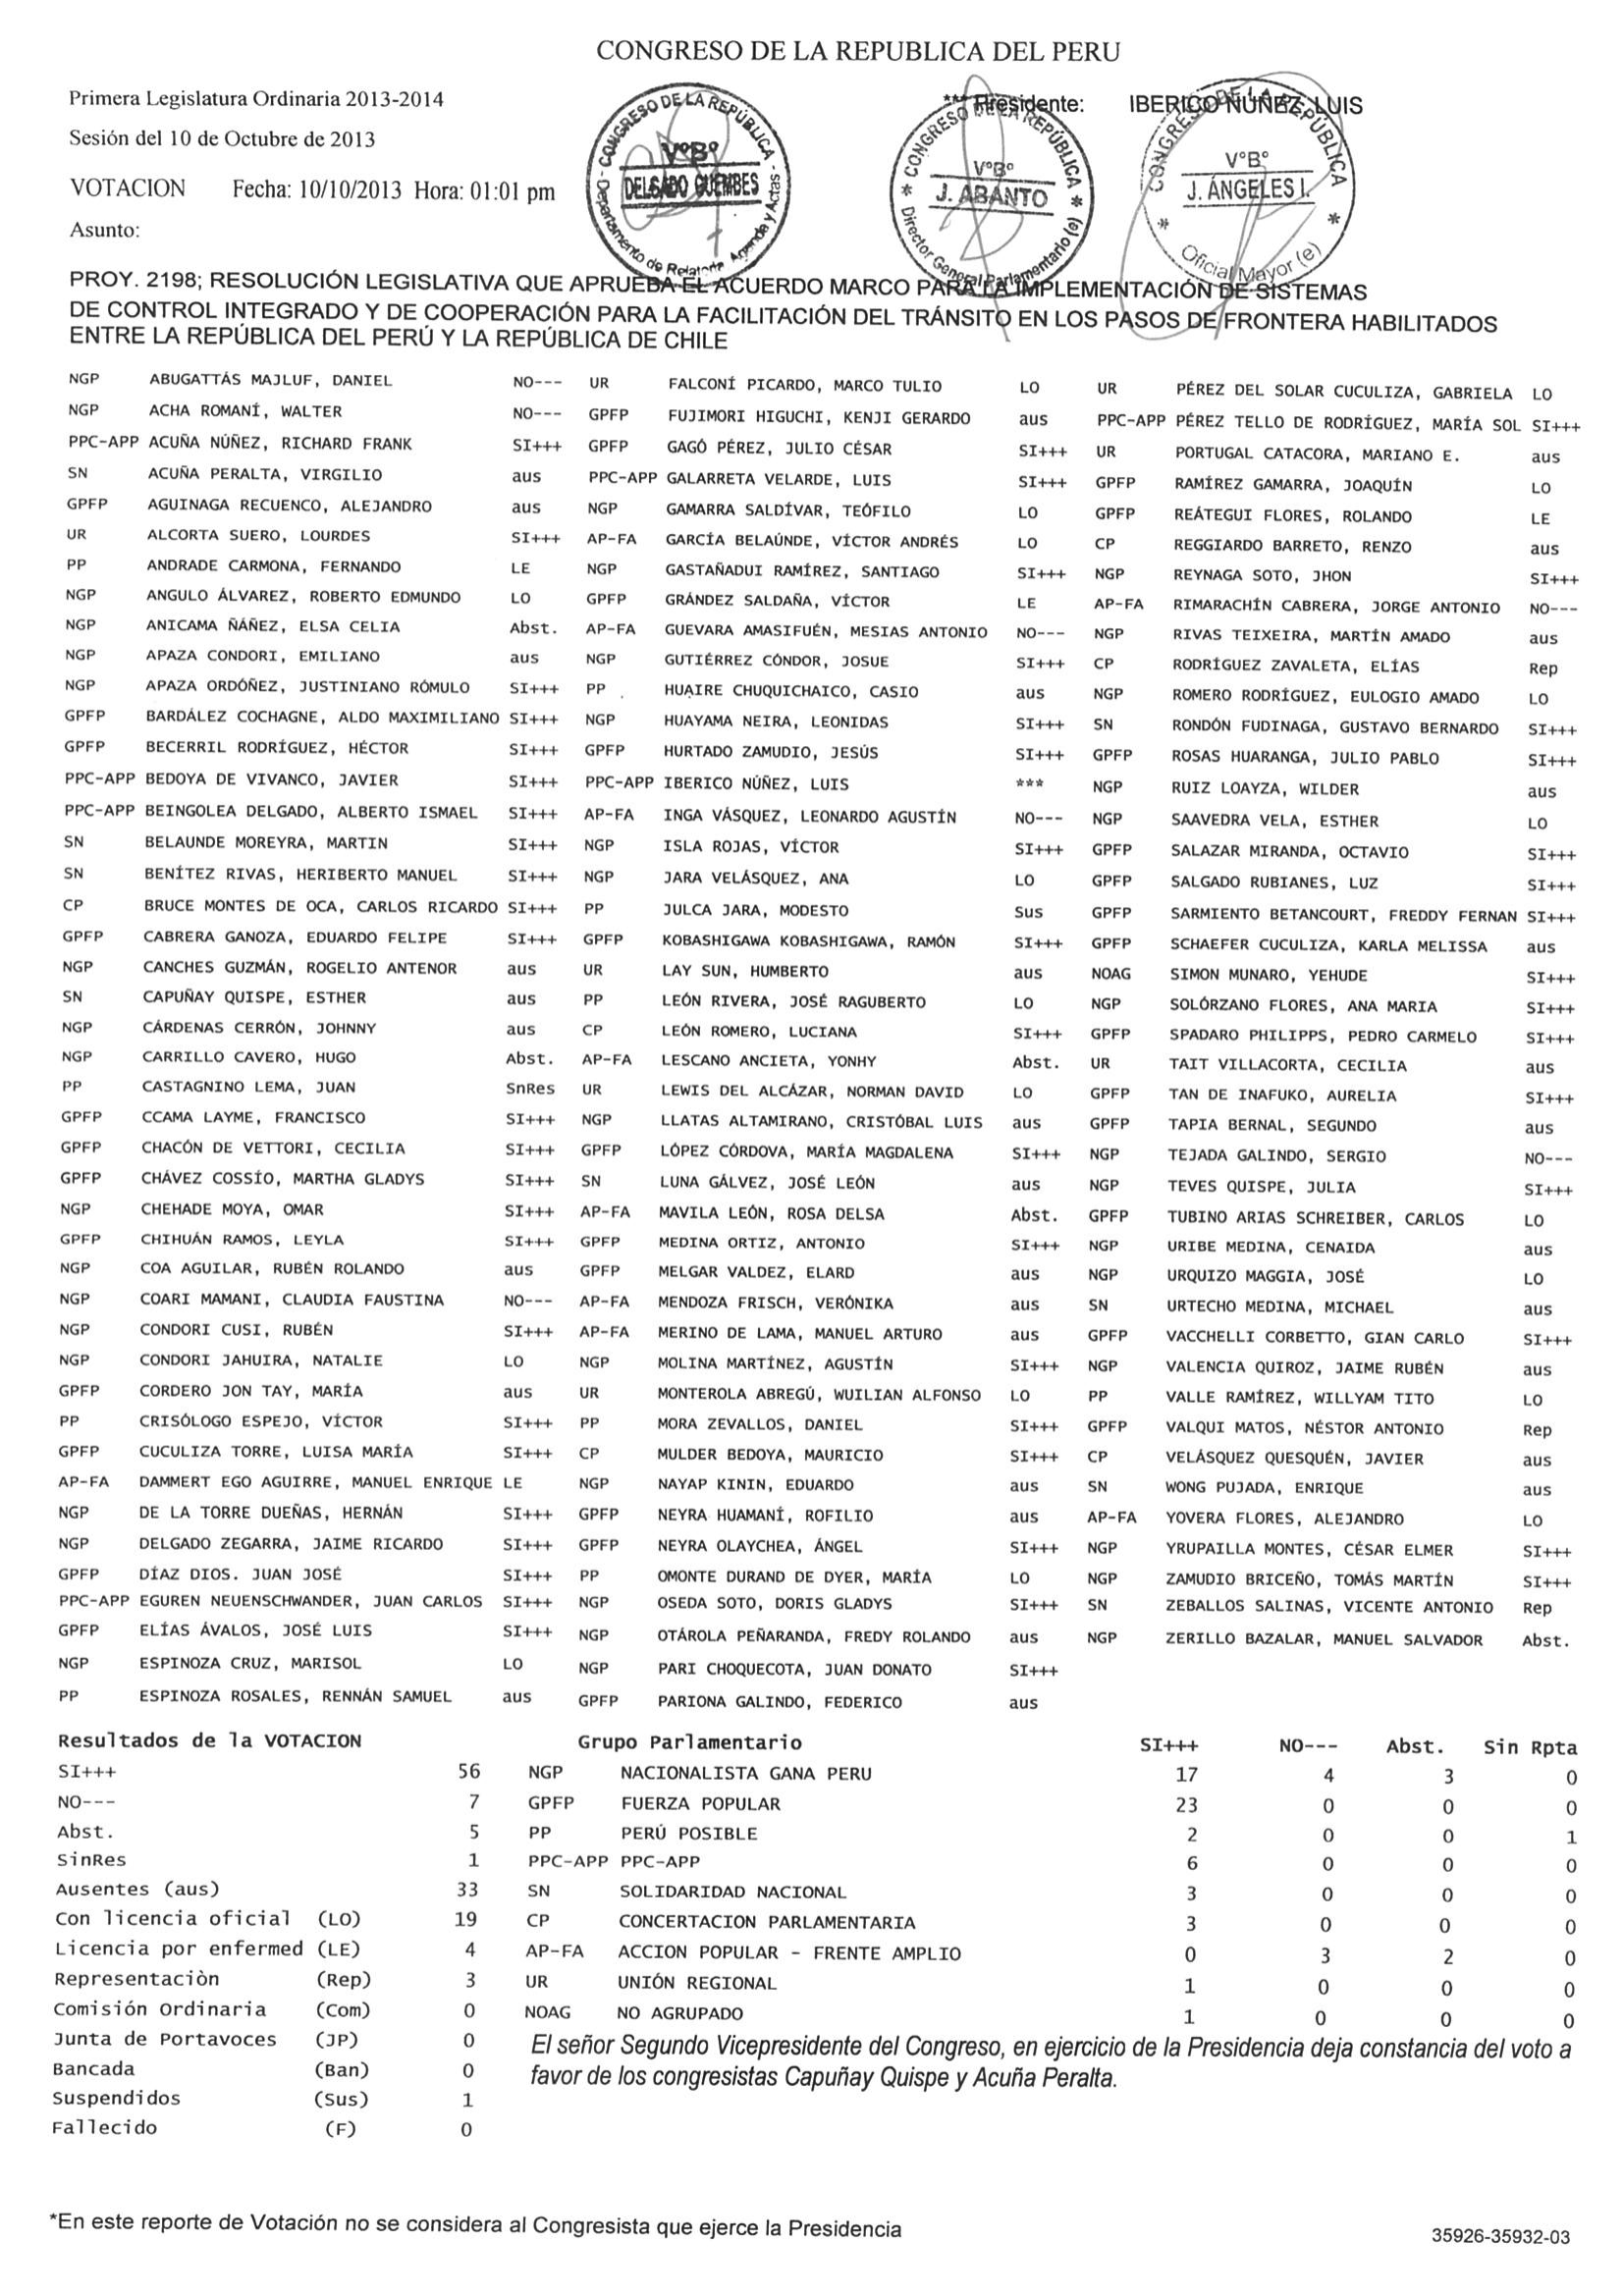 CONGRESO DE LA REPUBLICA DEL PERU
Primera Legislatura Ordinaria 2013-2014
*** Presidente: IBERICO NUÑEZ, LUIS
Sesión del 10 de Octubre de 2013
VOTACION Fecha: 10/10/2013 Hora: 01:01 pm
Asunto:
CONGRESO DE LA REPÚBLICA
V°B°
DELGADO GUEMBES
Departamento de Relatoría, Agenda y Actas
CONGRESO DE LA REPÚBLICA
V°B°
J. ABANTO
Director General Parlamentario (e)
CONGRESO DE LA REPÚBLICA
V°B°
J. ÁNGELES I.
Oficial Mayor (e)
PROY. 2198; RESOLUCIÓN LEGISLATIVA QUE APRUEBA EL ACUERDO MARCO PARA LA IMPLEMENTACIÓN DE SISTEMAS
DE CONTROL INTEGRADO Y DE COOPERACIÓN PARA LA FACILITACIÓN DEL TRÁNSITO EN LOS PASOS DE FRONTERA HABILITADOS
ENTRE LA REPÚBLICA DEL PERÚ Y LA REPÚBLICA DE CHILE
NGP ABUGATTÁS MAJLUF, DANIEL NO--- UR FALCONÍ PICARDO, MARCO TULIO LO UR PÉREZ DEL SOLAR CUCULIZA, GABRIELA LO
NGP ACHA ROMANÍ, WALTER NO--- GPFP FUJIMORI HIGUCHI, KENJI GERARDO aus PPC-APP PÉREZ TELLO DE RODRÍGUEZ, MARÍA SOL SI+++
PPC-APP ACUÑA NÚÑEZ, RICHARD FRANK SI+++ GPFP GAGÓ PÉREZ, JULIO CÉSAR SI+++ UR PORTUGAL CATACORA, MARIANO E. aus
SN ACUÑA PERALTA, VIRGILIO aus PPC-APP GALARRETA VELARDE, LUIS SI+++ GPFP RAMÍREZ GAMARRA, JOAQUÍN LO
GPFP AGUINAGA RECUENCO, ALEJANDRO aus NGP GAMARRA SALDÍVAR, TEÓFILO LO GPFP REÁTEGUI FLORES, ROLANDO LE
UR ALCORTA SUERO, LOURDES SI+++ AP-FA GARCÍA BELAÚNDE, VÍCTOR ANDRÉS LO CP REGGIARDO BARRETO, RENZO aus
PP ANDRADE CARMONA, FERNANDO LE NGP GASTAÑADUI RAMÍREZ, SANTIAGO SI+++ NGP REYNAGA SOTO, JHON SI+++
NGP ANGULO ÁLVAREZ, ROBERTO EDMUNDO LO GPFP GRÁNDEZ SALDAÑA, VÍCTOR LE AP-FA RIMARACHÍN CABRERA, JORGE ANTONIO NO---
NGP ANICAMA ÑÁÑEZ, ELSA CELIA Abst. AP-FA GUEVARA AMASIFUÉN, MESIAS ANTONIO NO--- NGP RIVAS TEIXEIRA, MARTÍN AMADO aus
NGP APAZA CONDORI, EMILIANO aus NGP GUTIÉRREZ CÓNDOR, JOSUE SI+++ CP RODRÍGUEZ ZAVALETA, ELÍAS Rep
NGP APAZA ORDÓÑEZ, JUSTINIANO RÓMULO SI+++ PP HUAIRE CHUQUICHAICO, CASIO aus NGP ROMERO RODRÍGUEZ, EULOGIO AMADO LO
GPFP BARDÁLEZ COCHAGNE, ALDO MAXIMILIANO SI+++ NGP HUAYAMA NEIRA, LEONIDAS SI+++ SN RONDÓN FUDINAGA, GUSTAVO BERNARDO SI+++
GPFP BECERRIL RODRÍGUEZ, HÉCTOR SI+++ GPFP HURTADO ZAMUDIO, JESÚS SI+++ GPFP ROSAS HUARANGA, JULIO PABLO SI+++
PPC-APP BEDOYA DE VIVANCO, JAVIER SI+++ PPC-APP IBERICO NÚÑEZ, LUIS *** NGP RUIZ LOAYZA, WILDER aus
PPC-APP BEINGOLEA DELGADO, ALBERTO ISMAEL SI+++ AP-FA INGA VÁSQUEZ, LEONARDO AGUSTÍN NO--- NGP SAAVEDRA VELA, ESTHER LO
SN BELAUNDE MOREYRA, MARTIN SI+++ NGP ISLA ROJAS, VÍCTOR SI+++ GPFP SALAZAR MIRANDA, OCTAVIO SI+++
SN BENÍTEZ RIVAS, HERIBERTO MANUEL SI+++ NGP JARA VELÁSQUEZ, ANA LO GPFP SALGADO RUBIANES, LUZ SI+++
CP BRUCE MONTES DE OCA, CARLOS RICARDO SI+++ PP JULCA JARA, MODESTO Sus GPFP SARMIENTO BETANCOURT, FREDDY FERNAN SI+++
GPFP CABRERA GANOZA, EDUARDO FELIPE SI+++ GPFP KOBASHIGAWA KOBASHIGAWA, RAMÓN SI+++ GPFP SCHAEFER CUCULIZA, KARLA MELISSA aus
NGP CANCHES GUZMÁN, ROGELIO ANTENOR aus UR LAY SUN, HUMBERTO aus NOAG SIMON MUNARO, YEHUDE SI+++
SN CAPUÑAY QUISPE, ESTHER aus PP LEÓN RIVERA, JOSÉ RAGUBERTO LO NGP SOLÓRZANO FLORES, ANA MARIA SI+++
NGP CÁRDENAS CERRÓN, JOHNNY aus CP LEÓN ROMERO, LUCIANA SI+++ GPFP SPADARO PHILIPPS, PEDRO CARMELO SI+++
NGP CARRILLO CAVERO, HUGO Abst. AP-FA LESCANO ANCIETA, YONHY Abst. UR TAIT VILLACORTA, CECILIA aus
PP CASTAGNINO LEMA, JUAN SnRes UR LEWIS DEL ALCÁZAR, NORMAN DAVID LO GPFP TAN DE INAFUKO, AURELIA SI+++
GPFP CCAMA LAYME, FRANCISCO SI+++ NGP LLATAS ALTAMIRANO, CRISTÓBAL LUIS aus GPFP TAPIA BERNAL, SEGUNDO aus
GPFP CHACÓN DE VETTORI, CECILIA SI+++ GPFP LÓPEZ CÓRDOVA, MARÍA MAGDALENA SI+++ NGP TEJADA GALINDO, SERGIO NO---
GPFP CHÁVEZ COSSÍO, MARTHA GLADYS SI+++ SN LUNA GÁLVEZ, JOSÉ LEÓN aus NGP TEVES QUISPE, JULIA SI+++
NGP CHEHADE MOYA, OMAR SI+++ AP-FA MAVILA LEÓN, ROSA DELSA Abst. GPFP TUBINO ARIAS SCHREIBER, CARLOS LO
GPFP CHIHUÁN RAMOS, LEYLA SI+++ GPFP MEDINA ORTIZ, ANTONIO SI+++ NGP URIBE MEDINA, CENAIDA aus
NGP COA AGUILAR, RUBÉN ROLANDO aus GPFP MELGAR VALDEZ, ELARD aus NGP URQUIZO MAGGIA, JOSÉ LO
NGP COARI MAMANI, CLAUDIA FAUSTINA NO--- AP-FA MENDOZA FRISCH, VERÓNIKA aus SN URTECHO MEDINA, MICHAEL aus
NGP CONDORI CUSI, RUBÉN SI+++ AP-FA MERINO DE LAMA, MANUEL ARTURO aus GPFP VACCHELLI CORBETTO, GIAN CARLO SI+++
NGP CONDORI JAHUIRA, NATALIE LO NGP MOLINA MARTÍNEZ, AGUSTÍN SI+++ NGP VALENCIA QUIROZ, JAIME RUBÉN aus
GPFP CORDERO JON TAY, MARÍA aus UR MONTEROLA ABREGÚ, WUILIAN ALFONSO LO PP VALLE RAMÍREZ, WILLYAM TITO LO
PP CRISÓLOGO ESPEJO, VÍCTOR SI+++ PP MORA ZEVALLOS, DANIEL SI+++ GPFP VALQUI MATOS, NÉSTOR ANTONIO Rep
GPFP CUCULIZA TORRE, LUISA MARÍA SI+++ CP MULDER BEDOYA, MAURICIO SI+++ CP VELÁSQUEZ QUESQUÉN, JAVIER aus
AP-FA DAMMERT EGO AGUIRRE, MANUEL ENRIQUE LE NGP NAYAP KININ, EDUARDO aus SN WONG PUJADA, ENRIQUE aus
NGP DE LA TORRE DUEÑAS, HERNÁN SI+++ GPFP NEYRA HUAMANÍ, ROFILIO aus AP-FA YOVERA FLORES, ALEJANDRO LO
NGP DELGADO ZEGARRA, JAIME RICARDO SI+++ GPFP NEYRA OLAYCHEA, ÁNGEL SI+++ NGP YRUPAILLA MONTES, CÉSAR ELMER SI+++
GPFP DÍAZ DIOS. JUAN JOSÉ SI+++ PP OMONTE DURAND DE DYER, MARÍA LO NGP ZAMUDIO BRICEÑO, TOMÁS MARTÍN SI+++
PPC-APP EGUREN NEUENSCHWANDER, JUAN CARLOS SI+++ NGP OSEDA SOTO, DORIS GLADYS SI+++ SN ZEBALLOS SALINAS, VICENTE ANTONIO Rep
GPFP ELÍAS ÁVALOS, JOSÉ LUIS SI+++ NGP OTÁROLA PEÑARANDA, FREDY ROLANDO aus NGP ZERILLO BAZALAR, MANUEL SALVADOR Abst.
NGP ESPINOZA CRUZ, MARISOL LO NGP PARI CHOQUECOTA, JUAN DONATO SI+++
PP ESPINOZA ROSALES, RENNÁN SAMUEL aus GPFP PARIONA GALINDO, FEDERICO aus
Resultados de la VOTACION Grupo Parlamentario SI+++ NO--- Abst. Sin Rpta
SI+++ 56 NGP NACIONALISTA GANA PERU 17 4 3 0
NO--- 7 GPFP FUERZA POPULAR 23 0 0 0
Abst. 5 PP PERÚ POSIBLE 2 0 0 1
SinRes 1 PPC-APP PPC-APP 6 0 0 0
Ausentes (aus) 33 SN SOLIDARIDAD NACIONAL 3 0 0 0
Con licencia oficial (LO) 19 CP CONCERTACION PARLAMENTARIA 3 0 0 0
Licencia por enfermed (LE) 4 AP-FA ACCION POPULAR - FRENTE AMPLIO 0 3 2 0
Representaciòn (Rep) 3 UR UNIÓN REGIONAL 1 0 0 0
Comisión Ordinaria (Com) 0 NOAG NO AGRUPADO 1 0 0 0
Junta de Portavoces (JP) 0
Bancada (Ban) 0
Suspendidos (Sus) 1
Fallecido (F) 0
El señor Segundo Vicepresidente del Congreso, en ejercicio de la Presidencia deja constancia del voto a
favor de los congresistas Capuñay Quispe y Acuña Peralta.
*En este reporte de Votación no se considera al Congresista que ejerce la Presidencia
35926-35932-03